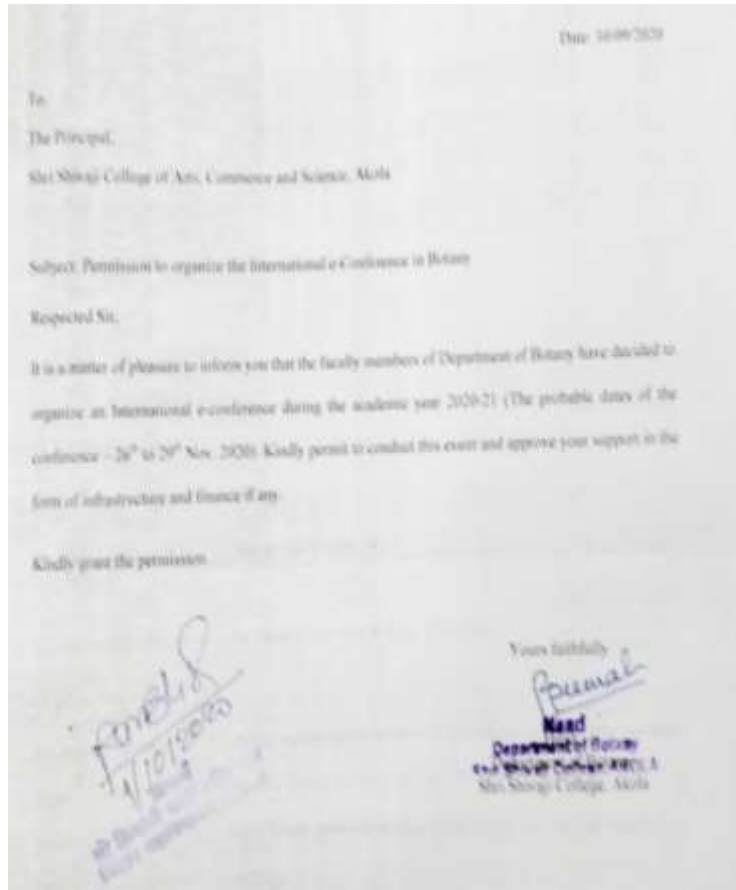 Date: 30/09/2020
To,
The Principal,
Shri Shivaji College of Arts, Commerce and Science, Akola
Subject: Permission to organize the International e-Conference in Botany
Respected Sir,
It is a matter of pleasure to inform you that the faculty members of Department of Botany have decided to
organize an International e-conference during the academic year 2020-21 (The probable dates of the
conference – 26th to 29th Nov. 2020). Kindly permit to conduct this event and approve your support in the
form of infrastructure and finance if any.
Kindly grant the permission.
1/10/2020
Yours faithfully
Head
Department of Botany
Shri Shivaji College, Akola